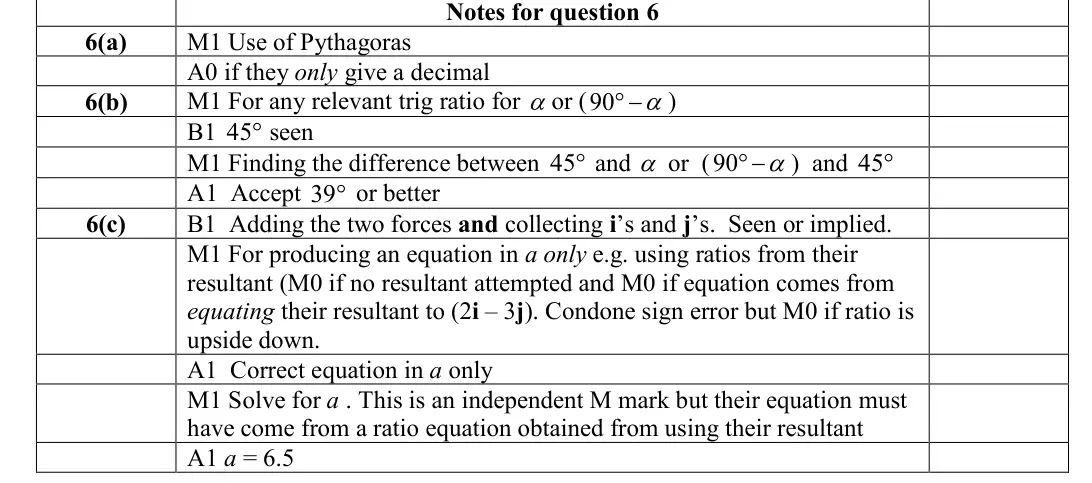 Notes for question 6
6(a) M1 Use of Pythagoras
A0 if they only give a decimal
6(b) M1 For any relevant trig ratio for α or (90° – α )
B1 45° seen
M1 Finding the difference between 45° and α or (90° – α ) and 45°
A1 Accept 39° or better
6(c) B1 Adding the two forces and collecting i’s and j’s. Seen or implied.
M1 For producing an equation in a only e.g. using ratios from their
resultant (M0 if no resultant attempted and M0 if equation comes from
equating their resultant to (2i – 3j). Condone sign error but M0 if ratio is
upside down.
A1 Correct equation in a only
M1 Solve for a . This is an independent M mark but their equation must
have come from a ratio equation obtained from using their resultant
A1 a = 6.5